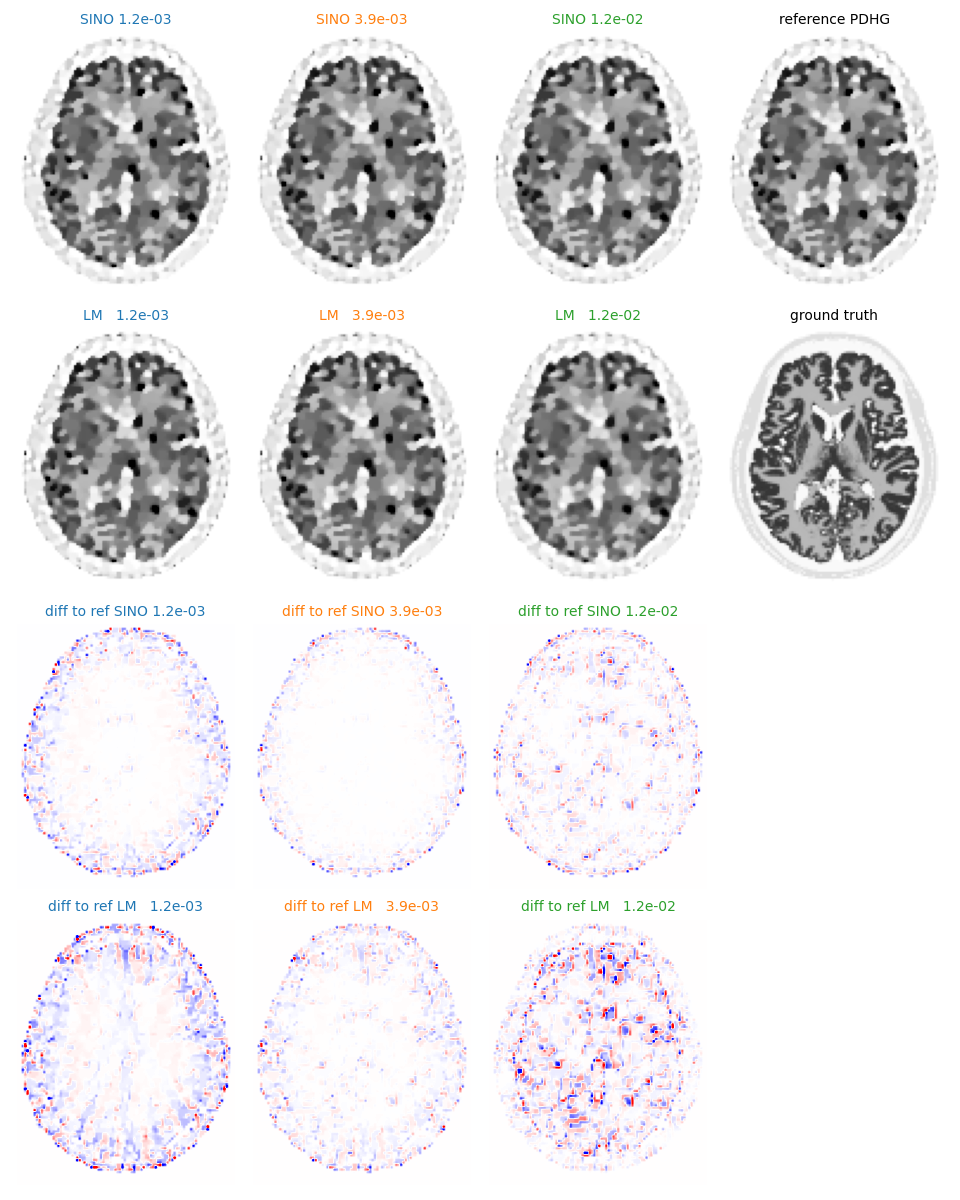 SINO 1.2e-03
SINO 3.9e-03
SINO 1.2e-02
reference PDHG
LM 1.2e-03
LM 3.9e-03
LM 1.2e-02
ground truth
diff to ref SINO 1.2e-03
diff to ref SINO 3.9e-03
diff to ref SINO 1.2e-02
diff to ref LM 1.2e-03
diff to ref LM 3.9e-03
diff to ref LM 1.2e-02